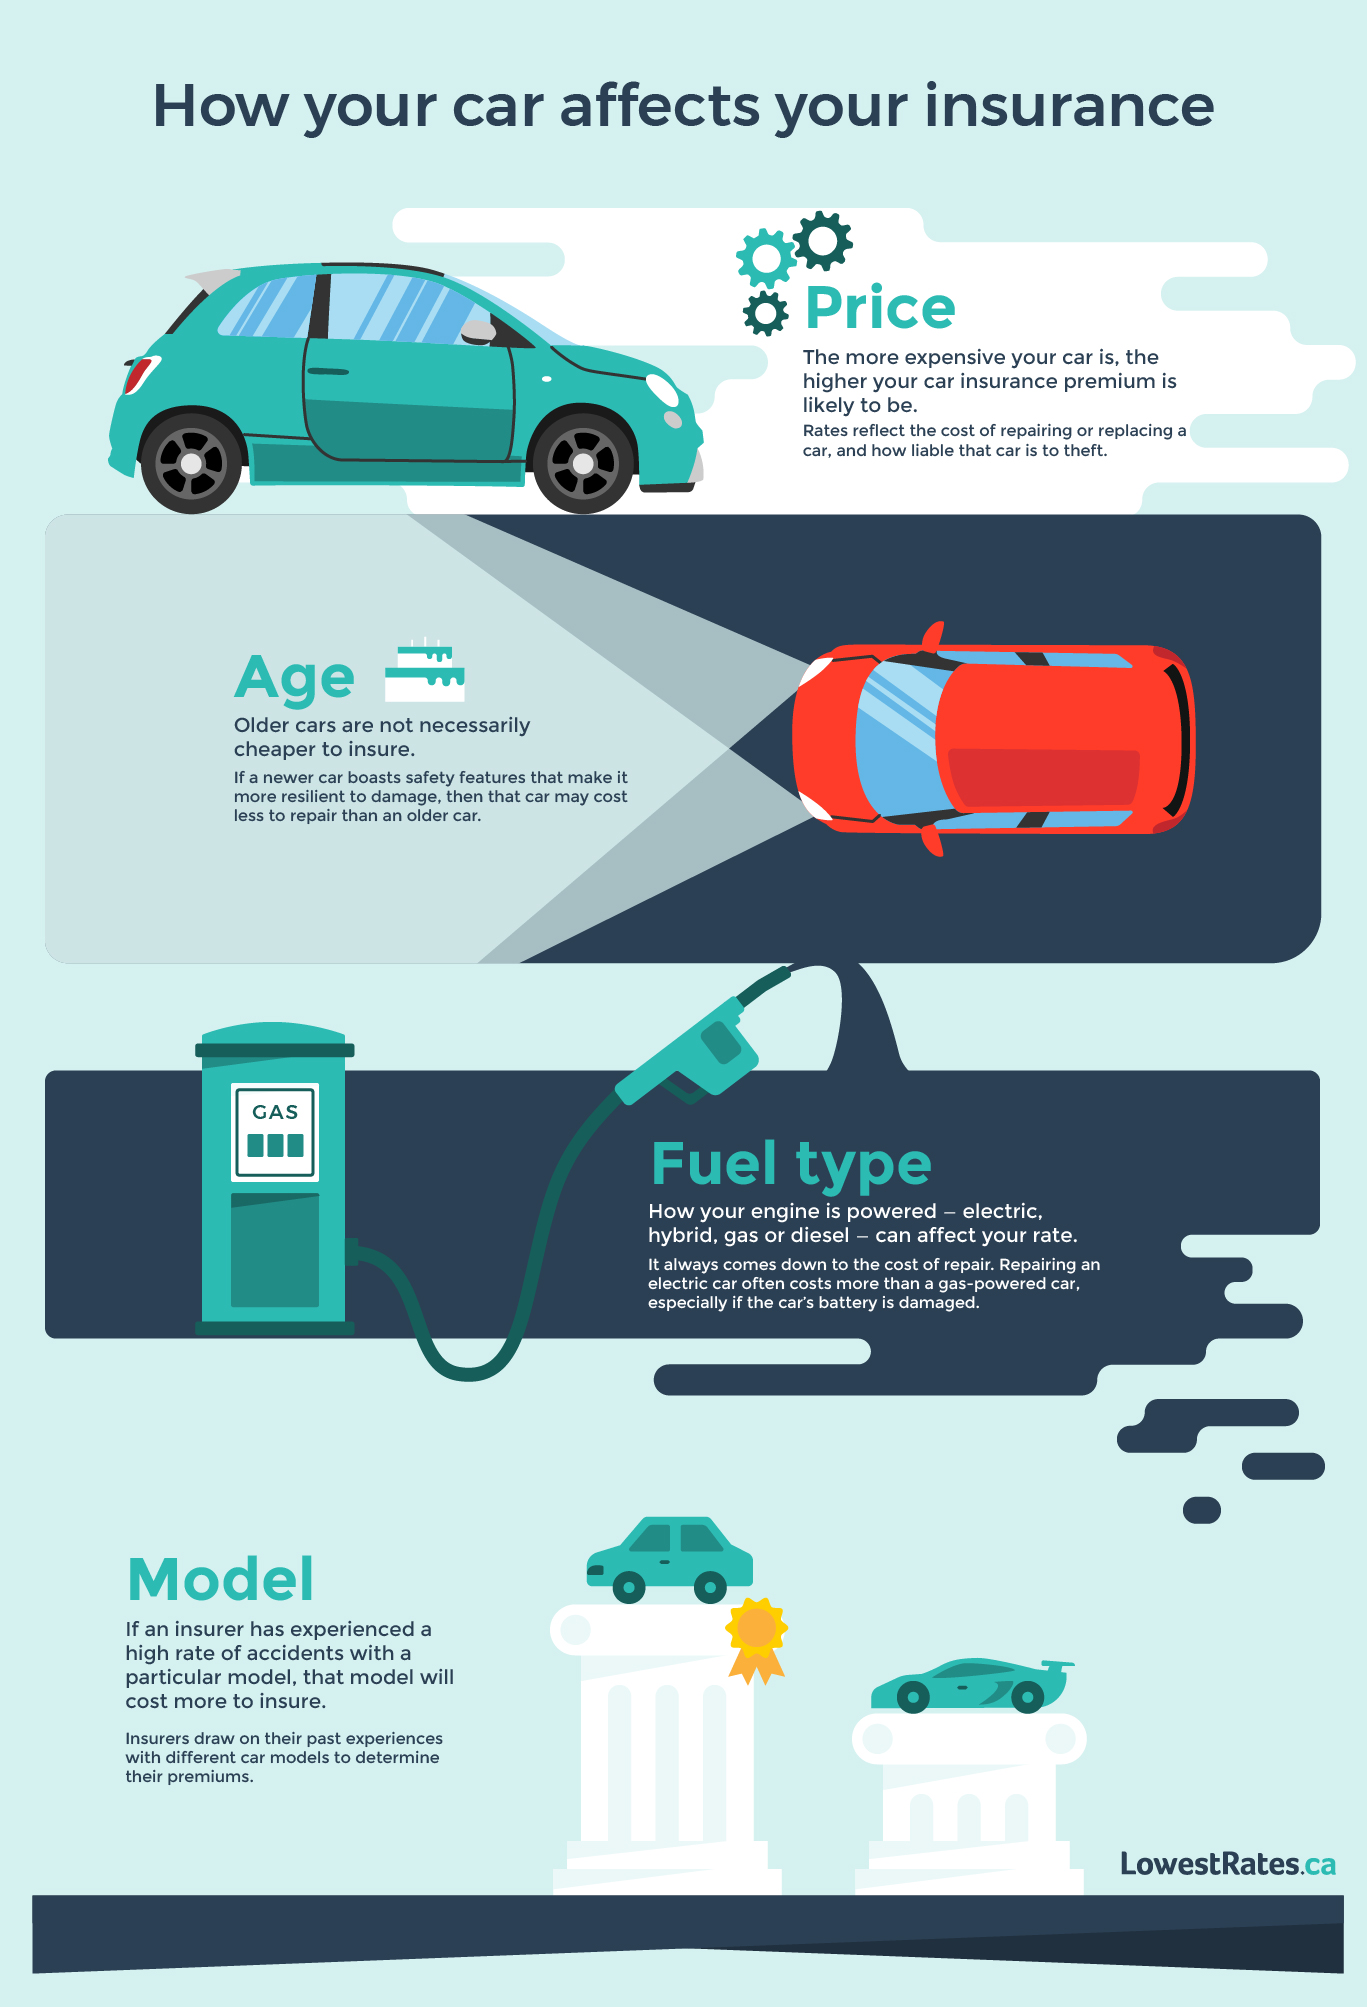 How your car affects your insurance
Price
The more expensive your car is, the
higher your car insurance premium is
likely to be.
Rates reflect the cost of repairing or replacing a
car, and how liable that car is to theft.
Age
Older cars are not necessarily
cheaper to insure.
If a newer car boasts safety features that make it
more resilient to damage, then that car may cost
less to repair than an older car.
GAS
Fuel type
How your engine is powered – electric,
hybrid, gas or diesel – can affect your rate.
It always comes down to the cost of repair. Repairing an
electric car often costs more than a gas-powered car,
especially if the car's battery is damaged.
Model
If an insurer has experienced a
high rate of accidents with a
particular model, that model will
cost more to insure.
Insurers draw on their past experiences
with different car models to determine
their premiums.
LowestRates.ca